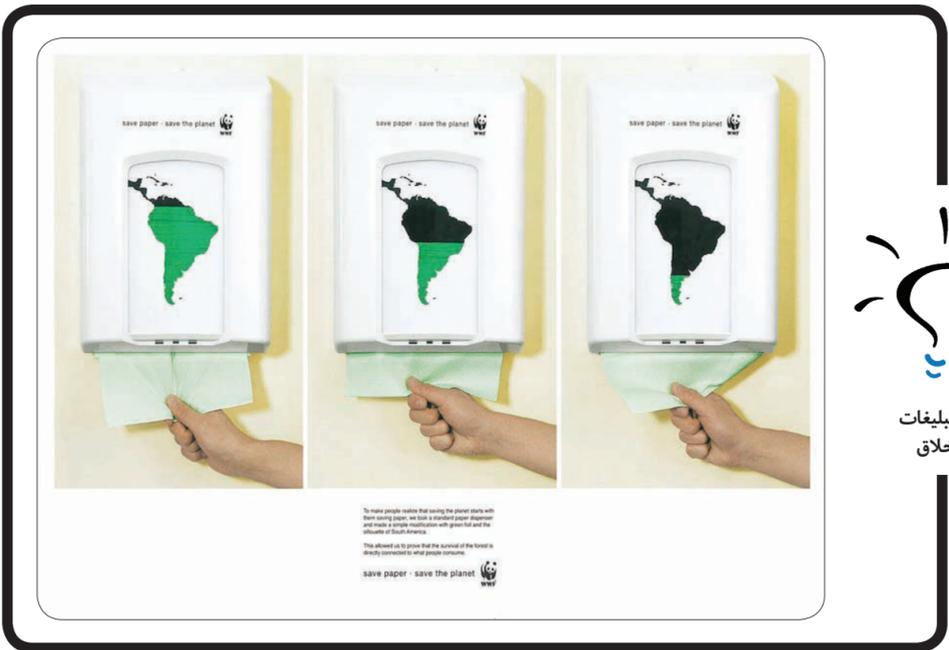 save paper - save the planet
WWF
save paper - save the planet
WWF
save paper - save the planet
WWF
To make people realize that saving the planet starts with
them saving paper, we took a standard paper dispenser
and made a simple modification with green foil and the
silhouette of South America.
This allowed us to prove that the survival of the forest is
directly connected to what people consume.
save paper - save the planet
WWF